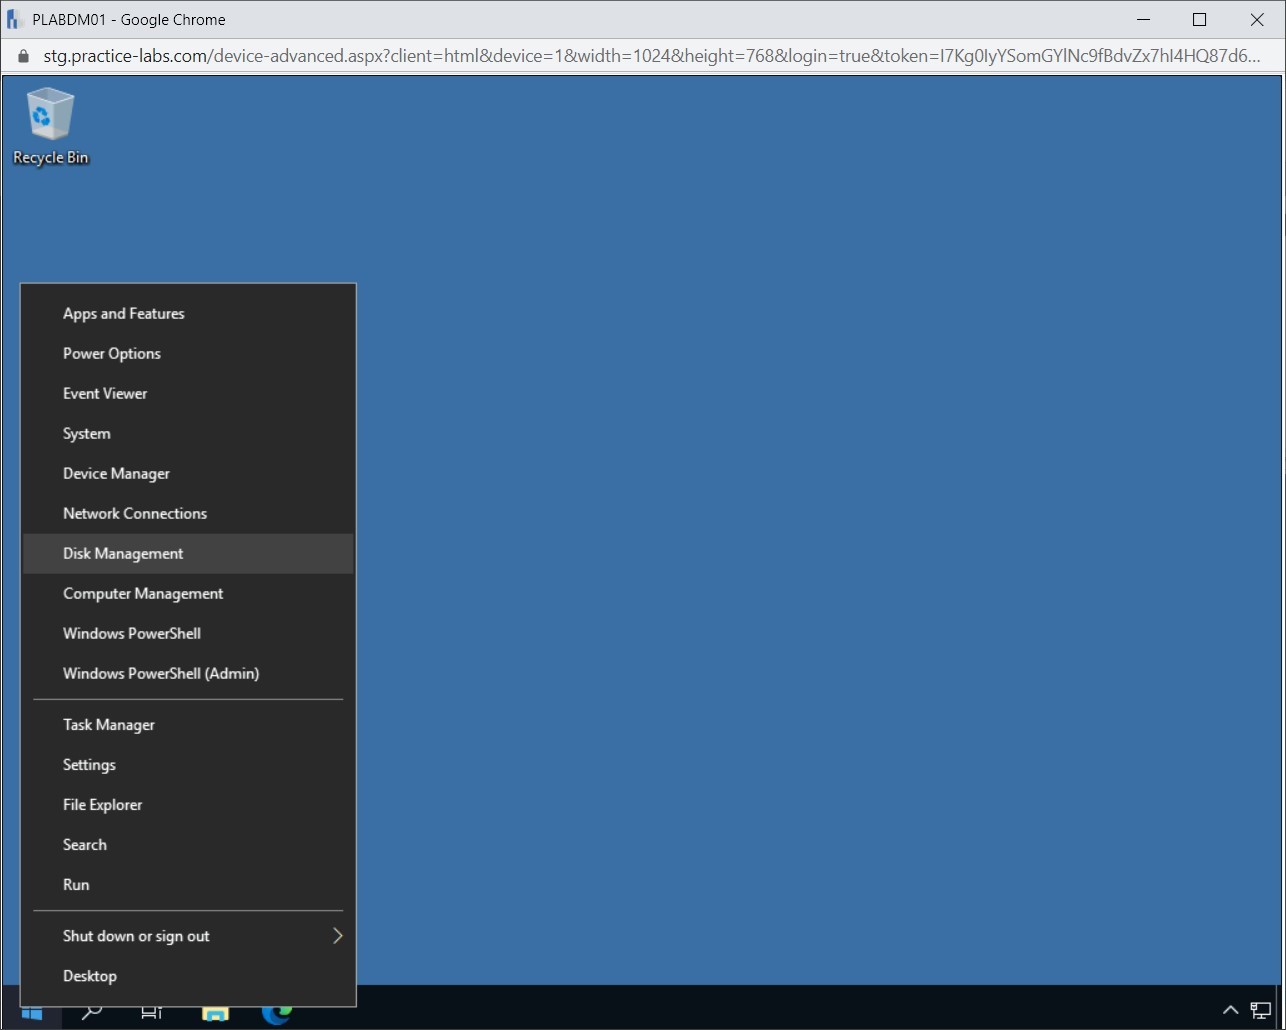 PLABDM01 - Google Chrome
stg.practice-labs.com/device-advanced.aspx?client=html&device=1&width=1024&height=768&login=true&token=I7Kg0IyYSomGYlNc9fBdvZx7hI4HQ87d6...
Recycle Bin
Apps and Features
Power Options
Event Viewer
System
Device Manager
Network Connections
Disk Management
Computer Management
Windows PowerShell
Windows PowerShell (Admin)
Task Manager
Settings
File Explorer
Search
Run
Shut down or sign out
Desktop